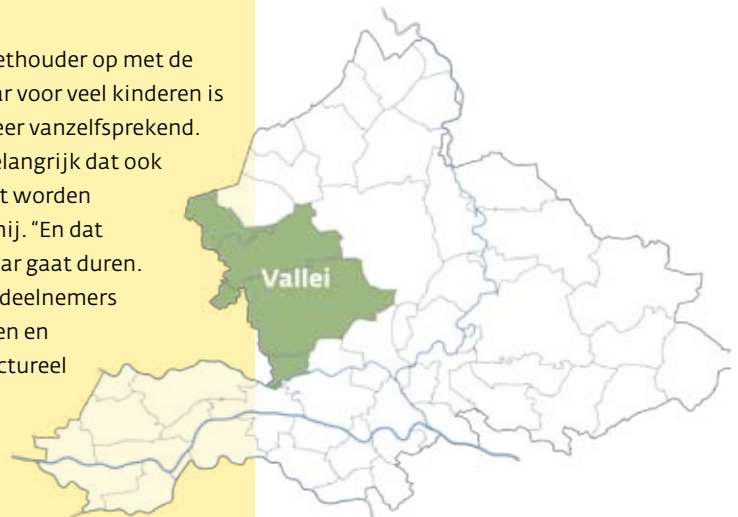 ethouder op met de
ar voor veel kinderen is
eer vanzelfsprekend.
elangrijk dat ook
t worden
nij. “En dat
ar gaat duren.
deelnemers
en en
ctureel
Vallei